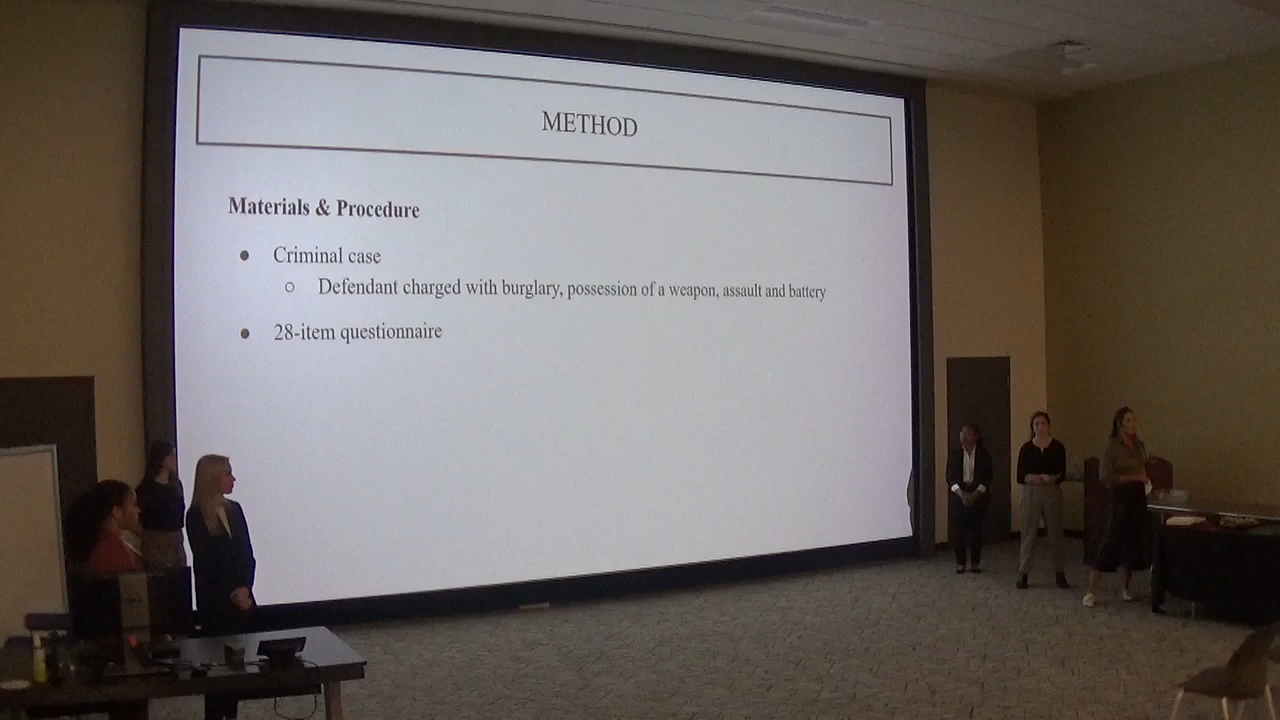 METHOD
Materials & Procedure
● Criminal case
○ Defendant charged with burglary, possession of a weapon, assault and battery
● 28-item questionnaire